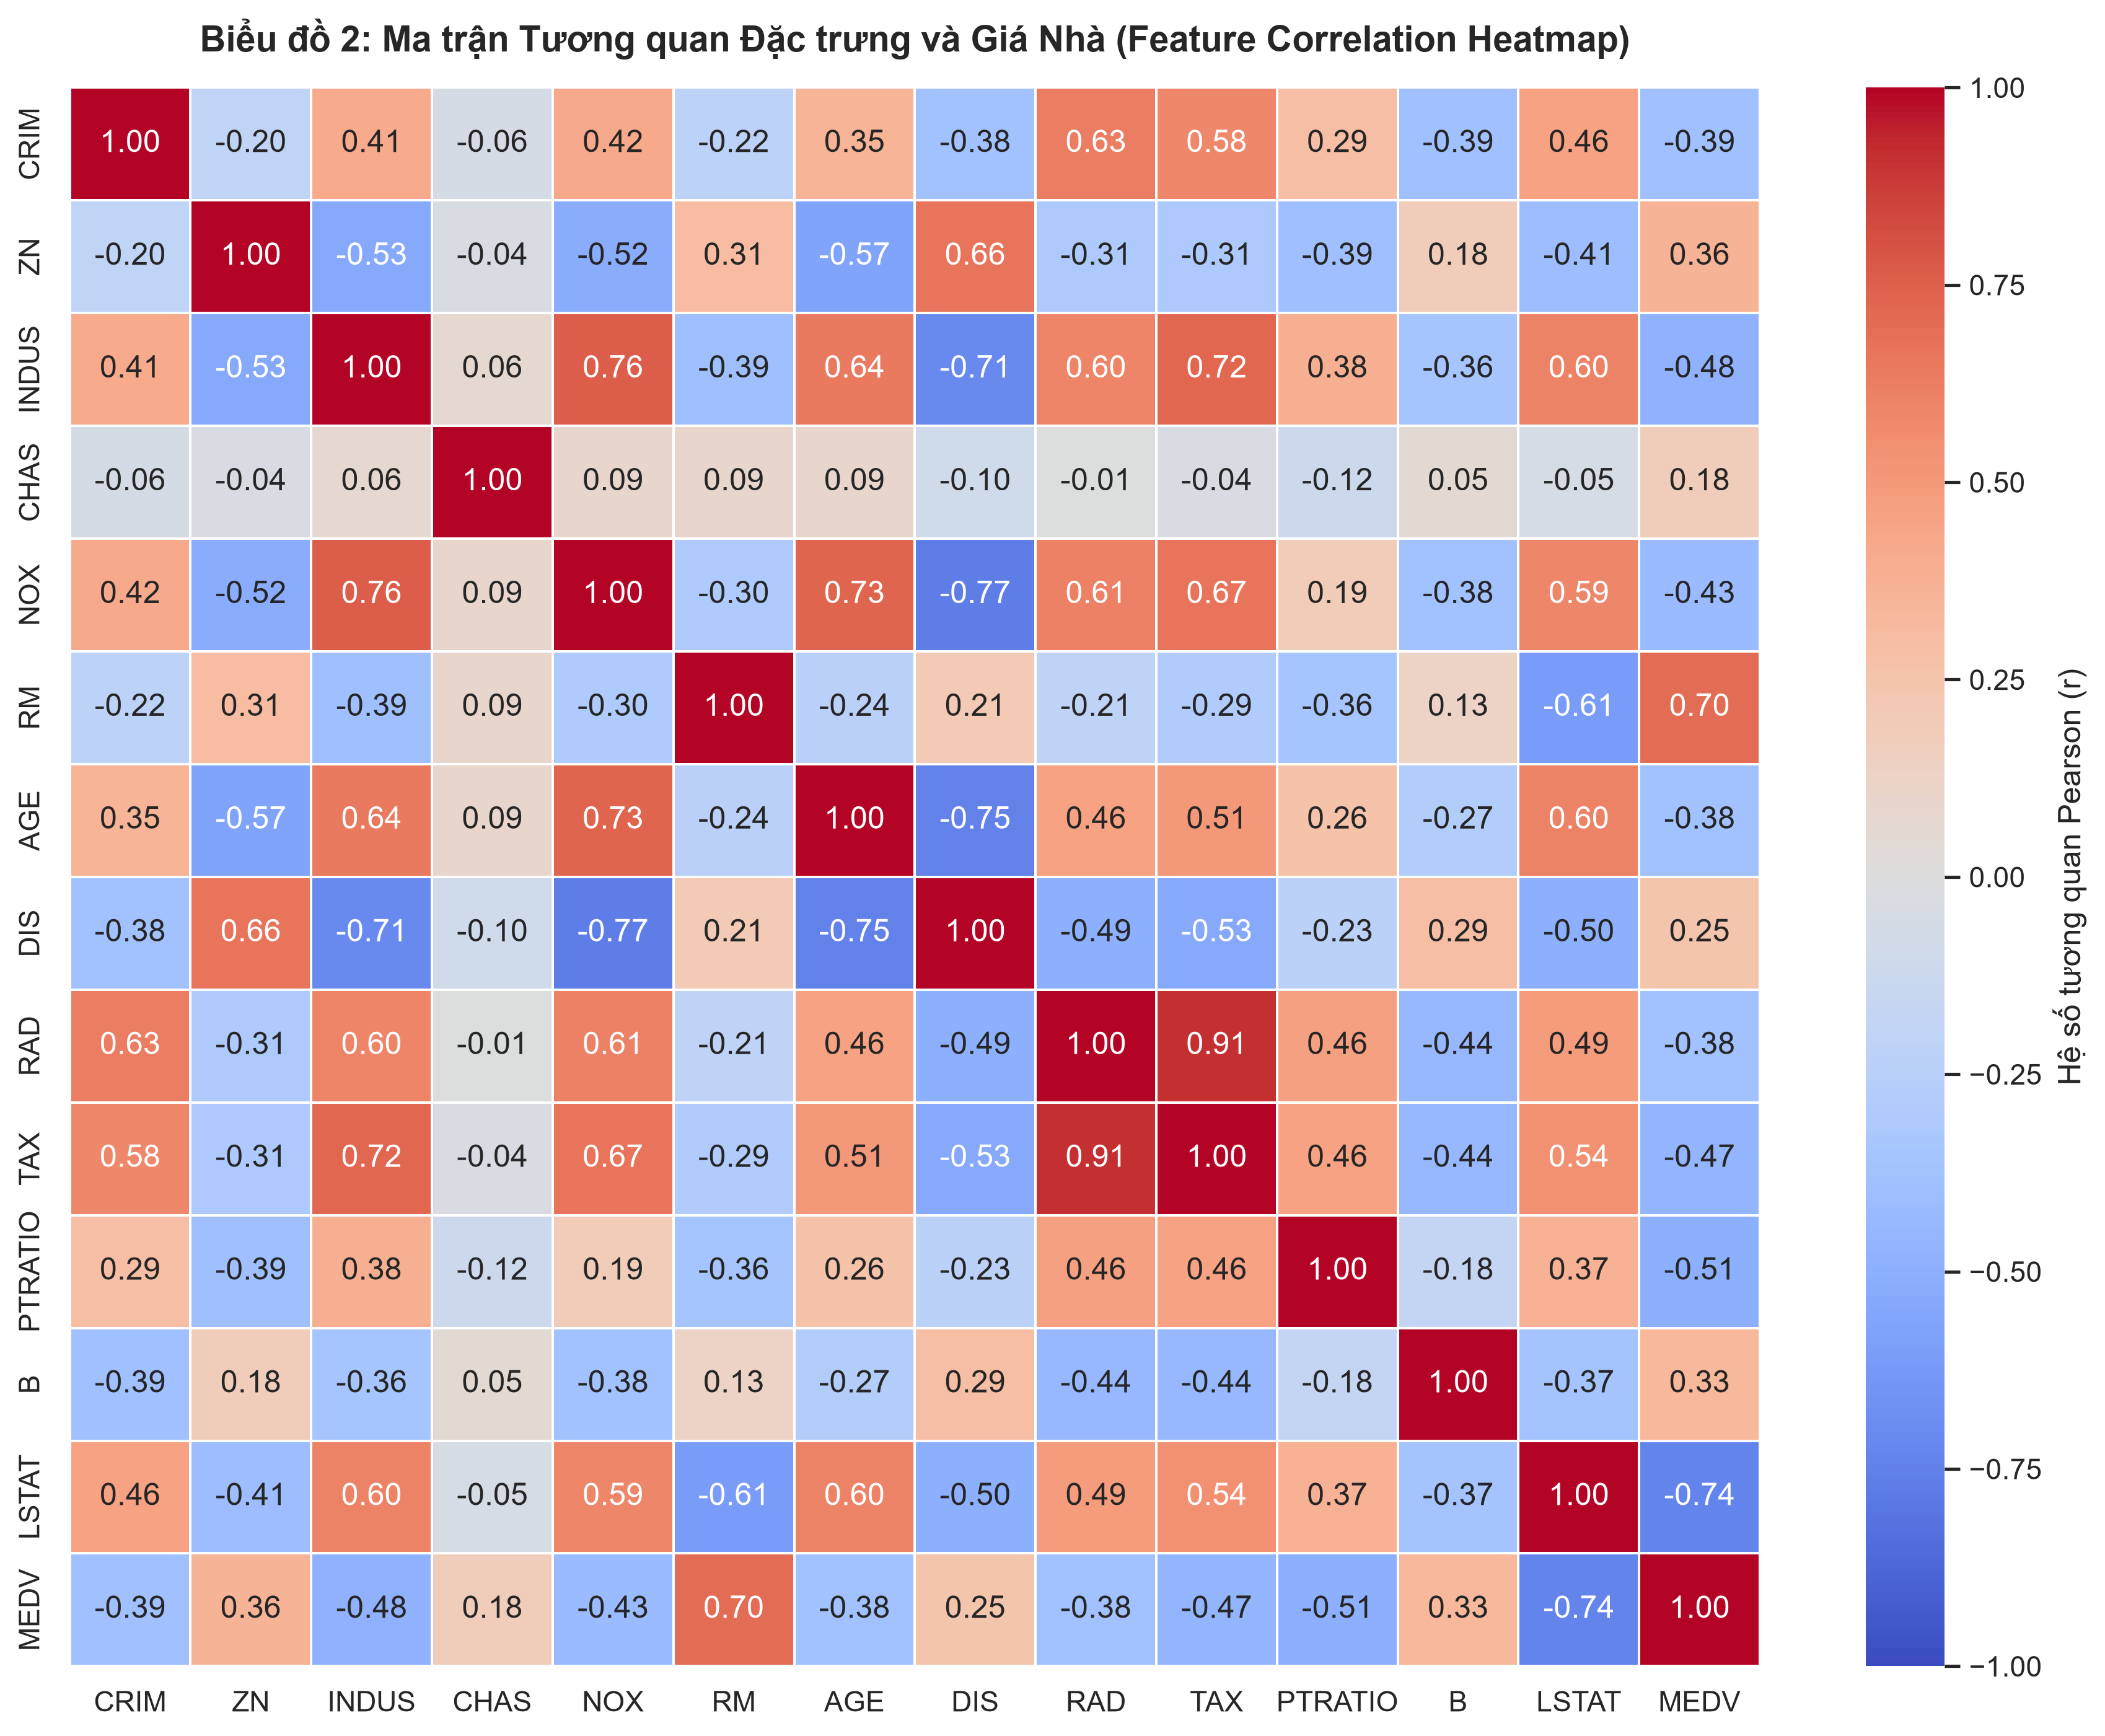 Biểu đồ 2: Ma trận Tương quan Đặc trưng và Giá Nhà (Feature Correlation Heatmap)
CRIM 1.00 -0.20 0.41 -0.06 0.42 -0.22 0.35 -0.38 0.63 0.58 0.29 -0.39 0.46 -0.39
ZN -0.20 1.00 -0.53 -0.04 -0.52 0.31 -0.57 0.66 -0.31 -0.31 -0.39 0.18 -0.41 0.36
INDUS 0.41 -0.53 1.00 0.06 0.76 -0.39 0.64 -0.71 0.60 0.72 0.38 -0.36 0.60 -0.48
CHAS -0.06 -0.04 0.06 1.00 0.09 0.09 0.09 -0.10 -0.01 -0.04 -0.12 0.05 -0.05 0.18
NOX 0.42 -0.52 0.76 0.09 1.00 -0.30 0.73 -0.77 0.61 0.67 0.19 -0.38 0.59 -0.43
RM -0.22 0.31 -0.39 0.09 -0.30 1.00 -0.24 0.21 -0.21 -0.29 -0.36 0.13 -0.61 0.70
AGE 0.35 -0.57 0.64 0.09 0.73 -0.24 1.00 -0.75 0.46 0.51 0.26 -0.27 0.60 -0.38
DIS -0.38 0.66 -0.71 -0.10 -0.77 0.21 -0.75 1.00 -0.49 -0.53 -0.23 0.29 -0.50 0.25
RAD 0.63 -0.31 0.60 -0.01 0.61 -0.21 0.46 -0.49 1.00 0.91 0.46 -0.44 0.49 -0.38
TAX 0.58 -0.31 0.72 -0.04 0.67 -0.29 0.51 -0.53 0.91 1.00 0.46 -0.44 0.54 -0.47
PTRATIO 0.29 -0.39 0.38 -0.12 0.19 -0.36 0.26 -0.23 0.46 0.46 1.00 -0.18 0.37 -0.51
B -0.39 0.18 -0.36 0.05 -0.38 0.13 -0.27 0.29 -0.44 -0.44 -0.18 1.00 -0.37 0.33
LSTAT 0.46 -0.41 0.60 -0.05 0.59 -0.61 0.60 -0.50 0.49 0.54 0.37 -0.37 1.00 -0.74
MEDV -0.39 0.36 -0.48 0.18 -0.43 0.70 -0.38 0.25 -0.38 -0.47 -0.51 0.33 -0.74 1.00
CRIM ZN INDUS CHAS NOX RM AGE DIS RAD TAX PTRATIO B LSTAT MEDV
1.00
0.75
0.50
0.25
0.00
−0.25
−0.50
−0.75
−1.00
Hệ số tương quan Pearson (r)